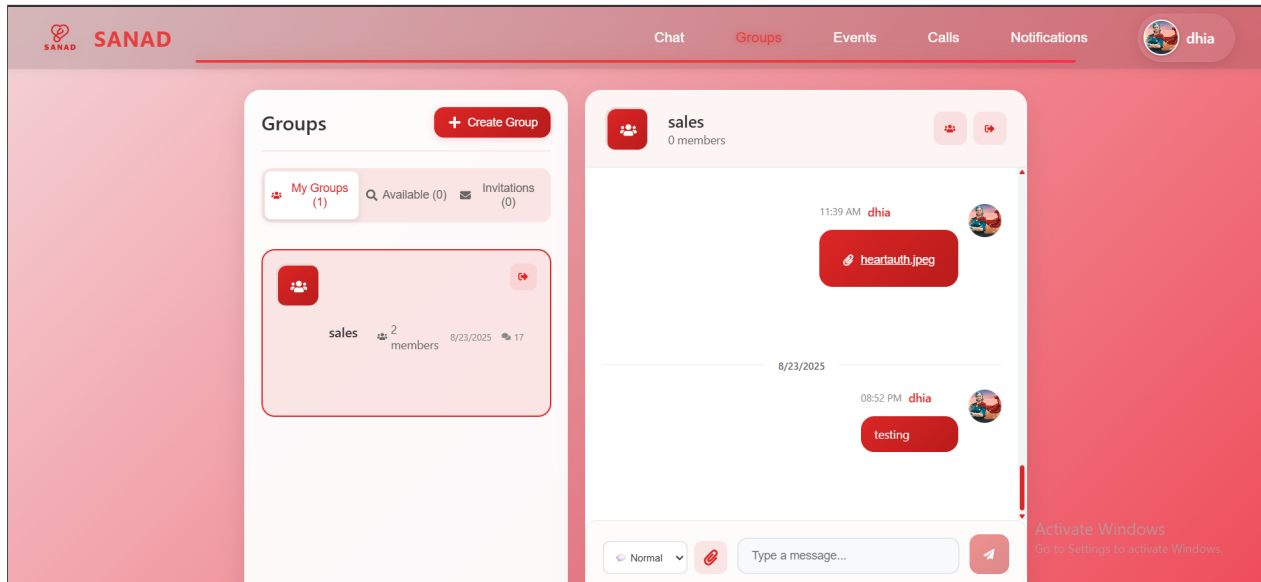 SANAD
SANAD
Chat
Groups
Events
Calls
Notifications
dhia
Groups
+ Create Group
My Groups
(1)
Available (0)
Invitations
(0)
sales
2
members
8/23/2025
17
sales
0 members
11:39 AM dhia
heartauth.jpeg
8/23/2025
08:52 PM dhia
testing
Normal
Type a message...
Activate Windows
Go to Settings to activate Windows.